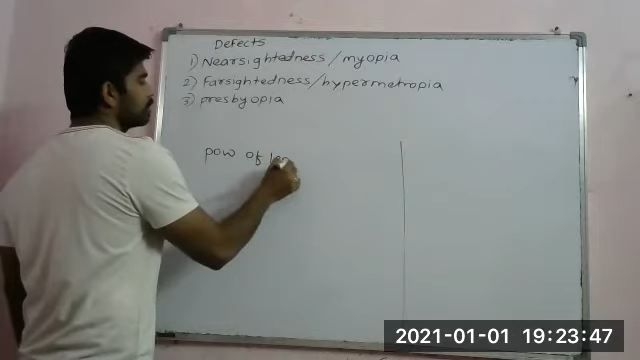 Defects
1) Nearsightedness/myopia
2) Farsightedness/hypermetropia
3) presbyopia
pow of
2021-01-01 19:23:47